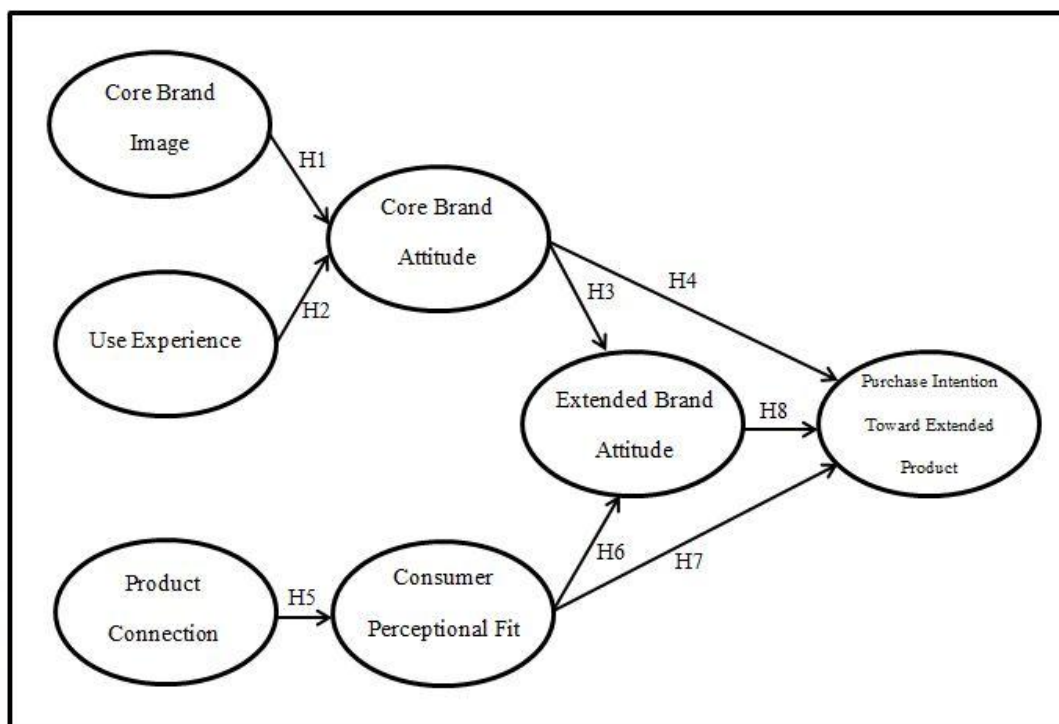 Core Brand
Image
H1
Core Brand
Attitude
Use Experience
H2
H3
H4
Extended Brand
Attitude
H8
Purchase Intention
Toward Extended
Product
Product
Connection
H5
Consumer
Perceptional Fit
H6
H7